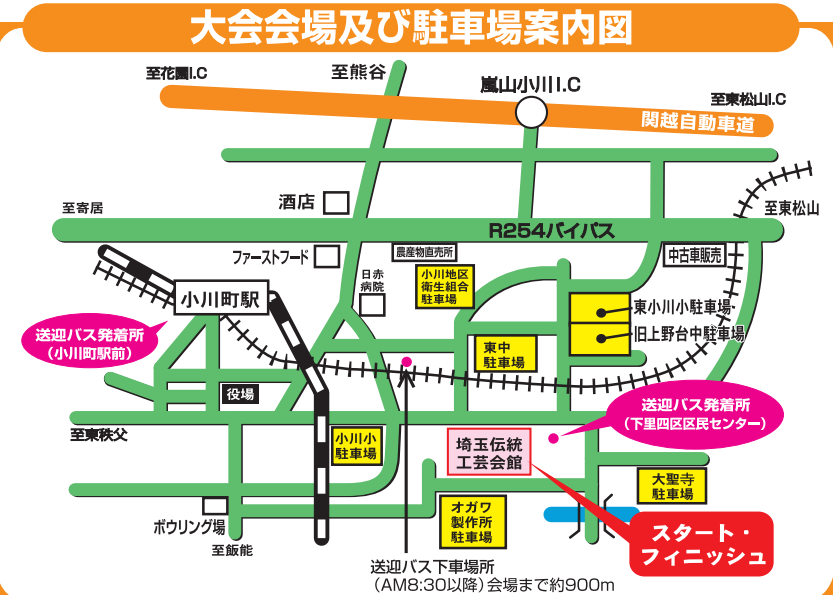 大会会場及び駐車場案内図
至花園I.C
至熊谷
嵐山小川I.C
至東松山I.C
関越自動車道
至寄居
酒店
至東松山
R254バイパス
ファーストフード
農産物直売所
中古車販売
日赤
病院
小川地区
衛生組合
駐車場
小川町駅
東小川小駐車場
旧上野台中駐車場
送迎バス発着所
(小川町駅前)
東中
駐車場
役場
送迎バス発着所
(下里四区区民センター)
至東秩父
小川小
駐車場
埼玉伝統
工芸会館
大聖寺
駐車場
オガワ
製作所
駐車場
ボウリング場
至飯能
スタート・
フィニッシュ
送迎バス下車場所
(AM8:30以降)会場まで約900m